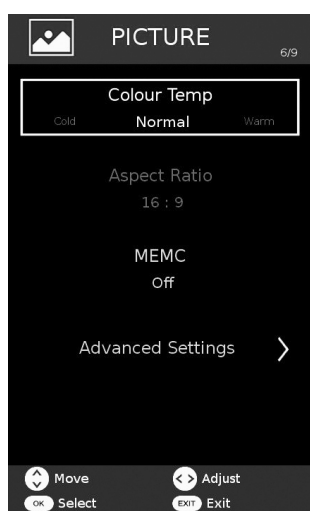 PICTURE
6/9
Colour Temp
Cold Normal Warm
Aspect Ratio
16 : 9
MEMC
Off
Advanced Settings
Move Adjust
OK Select EXIT Exit